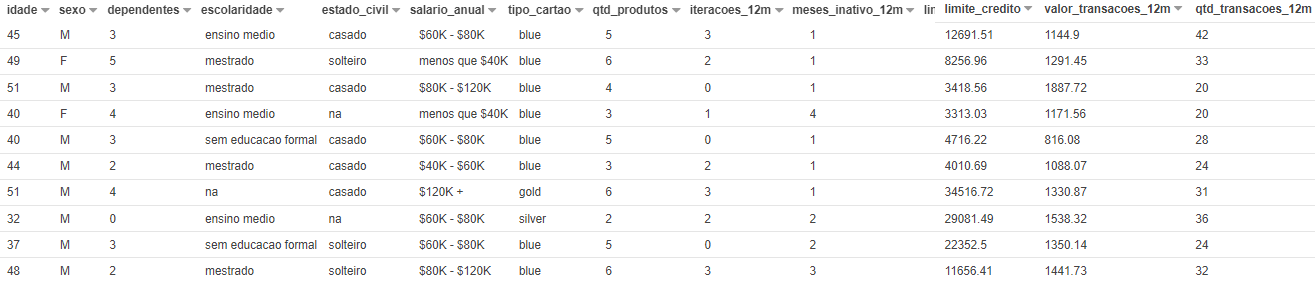 idade sexo dependentes escolaridade estado_civil salario_anual tipo_cartao qtd_produtos iteracoes_12m meses_inativo_12m lin limite_credito valor_transacoes_12m qtd_transacoes_12m
45 M 3 ensino medio casado $60K - $80K blue 5 3 1 12691.51 1144.9 42
49 F 5 mestrado solteiro menos que $40K blue 6 2 1 8256.96 1291.45 33
51 M 3 mestrado casado $80K - $120K blue 4 0 1 3418.56 1887.72 20
40 F 4 ensino medio na menos que $40K blue 3 1 4 3313.03 1171.56 20
40 M 3 sem educacao formal casado $60K - $80K blue 5 0 1 4716.22 816.08 28
44 M 2 mestrado casado $40K - $60K blue 3 2 1 4010.69 1088.07 24
51 M 4 na casado $120K + gold 6 3 1 34516.72 1330.87 31
32 M 0 ensino medio na $60K - $80K silver 2 2 2 29081.49 1538.32 36
37 M 3 sem educacao formal solteiro $60K - $80K blue 5 0 2 22352.5 1350.14 24
48 M 2 mestrado solteiro $80K - $120K blue 6 3 3 11656.41 1441.73 32